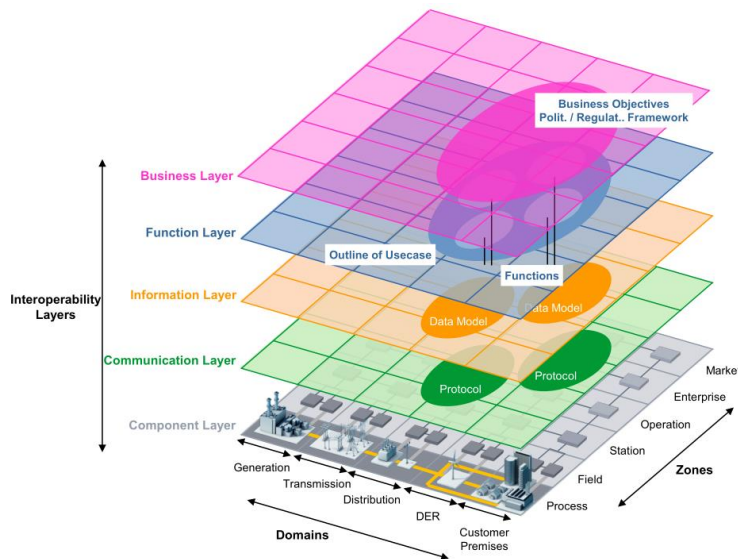 Business Objectives
Polit. / Regulat.. Framework
Business Layer
Function Layer
Outline of Usecase
Functions
Interoperability
Layers
Information Layer
Data Model
Data Model
Communication Layer
Protocol
Protocol
Component Layer
Market
Enterprise
Operation
Station
Field
Process
Zones
Generation
Transmission
Distribution
DER
Customer
Premises
Domains